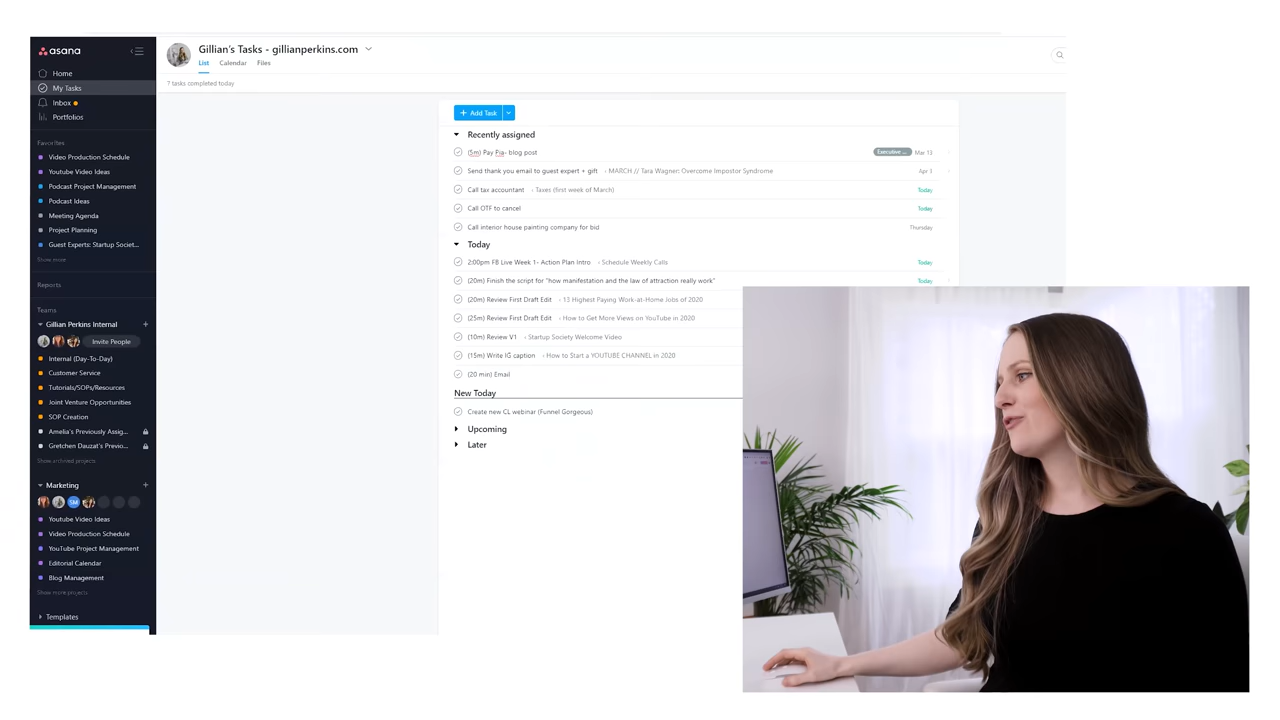 asana
Home
My Tasks
Inbox
Portfolios
Favorites
Video Production Schedule
Youtube Video Ideas
Podcast Project Management
Podcast Ideas
Meeting Agenda
Project Planning
Guest Experts: Startup Societ...
Show more
Reports
Teams
Gillian Perkins Internal
Invite People
Internal (Day-To-Day)
Customer Service
Tutorials/SOPs/Resources
Joint Venture Opportunities
SOP Creation
Amelia's Previously Assig...
Gretchen Dauzat's Previo...
Show archived projects
Marketing
SM
Youtube Video Ideas
Video Production Schedule
YouTube Project Management
Editorial Calendar
Blog Management
Show more projects
Templates
Gillian's Tasks - gillianperkins.com
List Calendar Files
7 tasks completed today
+ Add Task
Recently assigned
(5m) Pay Pia- blog post Executive ... Mar 13
Send thank you email to guest expert + gift ‹ MARCH // Tara Wagner: Overcome Impostor Syndrome Apr 1
Call tax accountant ‹ Taxes (first week of March) Today
Call OTF to cancel Today
Call interior house painting company for bid Thursday
Today
2:00pm FB Live Week 1- Action Plan Intro ‹ Schedule Weekly Calls Today
(20m) Finish the script for "how manifestation and the law of attraction really work" Today
(20m) Review First Draft Edit ‹ 13 Highest Paying Work-at-Home Jobs of 2020
(25m) Review First Draft Edit ‹ How to Get More Views on YouTube in 2020
(10m) Review V1 ‹ Startup Society Welcome Video
(15m) Write IG caption ‹ How to Start a YOUTUBE CHANNEL in 2020
(20 min) Email
New Today
Create new CL webinar (Funnel Gorgeous)
Upcoming
Later